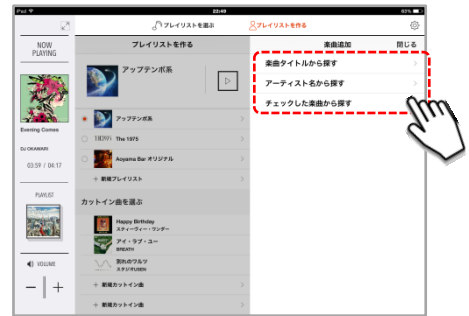 iPad
22:49
93%
プレイリストを選ぶ
プレイリストを作る
NOW
PLAYING
Evening Comes
DJ OKAWARI
03:59 / 04:17
PLAYLIST
VOLUME
プレイリストを作る
アップテンポ系
アップテンポ系
The 1975
Aoyama Bar オリジナル
+ 新規プレイリスト
カットイン曲を選ぶ
Happy Birthday
スティーヴィー・ワンダー
アイ・ラブ・ユー
BREATH
別れのワルツ
スタジオUSEN
+ 新規カットイン曲
+ 新規カットイン曲
楽曲追加
閉じる
楽曲タイトルから探す
アーティスト名から探す
チェックした楽曲から探す